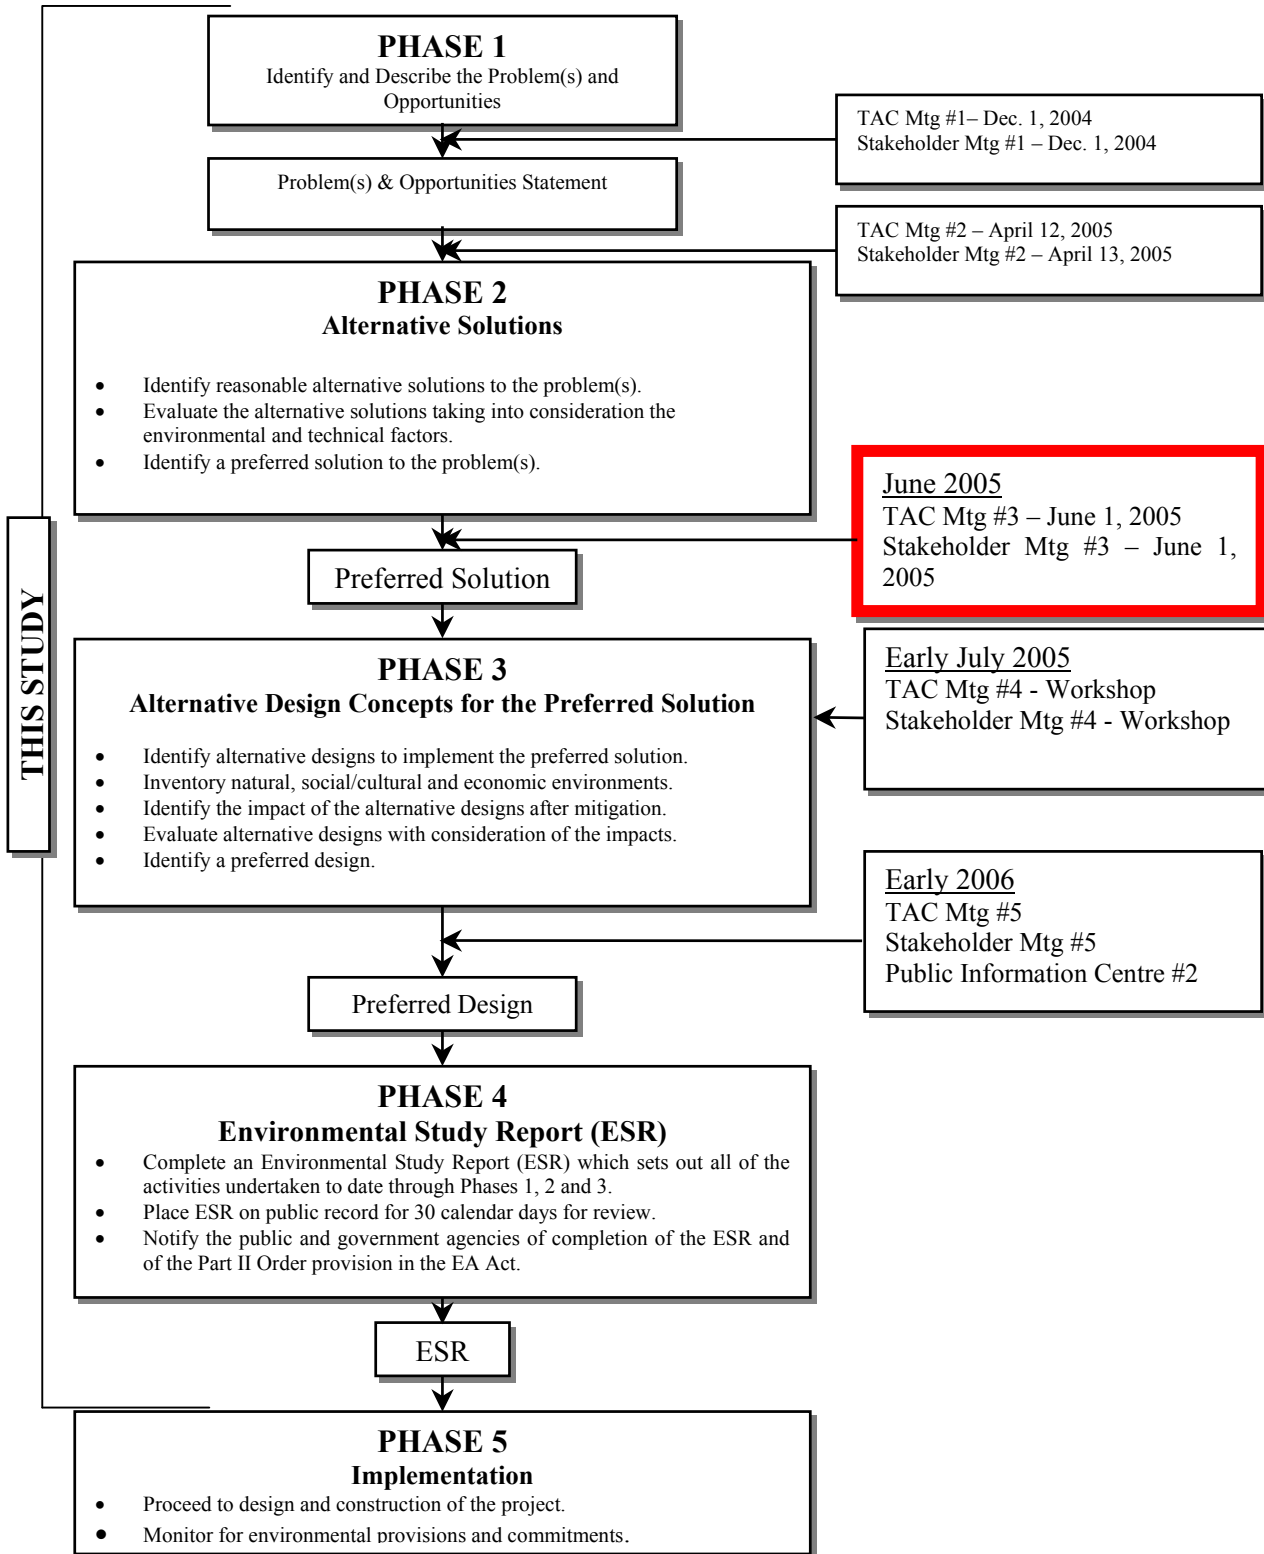 PHASE 1
Identify and Describe the Problem(s) and
Opportunities
TAC Mtg #1– Dec. 1, 2004
Stakeholder Mtg #1 – Dec. 1, 2004
Problem(s) & Opportunities Statement
TAC Mtg #2 – April 12, 2005
Stakeholder Mtg #2 – April 13, 2005
PHASE 2
Alternative Solutions
• Identify reasonable alternative solutions to the problem(s).
• Evaluate the alternative solutions taking into consideration the
environmental and technical factors.
• Identify a preferred solution to the problem(s).
June 2005
TAC Mtg #3 – June 1, 2005
Stakeholder Mtg #3 – June 1,
2005
Preferred Solution
THIS STUDY
PHASE 3
Alternative Design Concepts for the Preferred Solution
• Identify alternative designs to implement the preferred solution.
• Inventory natural, social/cultural and economic environments.
• Identify the impact of the alternative designs after mitigation.
• Evaluate alternative designs with consideration of the impacts.
• Identify a preferred design.
Early July 2005
TAC Mtg #4 - Workshop
Stakeholder Mtg #4 - Workshop
Early 2006
TAC Mtg #5
Stakeholder Mtg #5
Public Information Centre #2
Preferred Design
PHASE 4
Environmental Study Report (ESR)
• Complete an Environmental Study Report (ESR) which sets out all of the
activities undertaken to date through Phases 1, 2 and 3.
• Place ESR on public record for 30 calendar days for review.
• Notify the public and government agencies of completion of the ESR and
of the Part II Order provision in the EA Act.
ESR
PHASE 5
Implementation
• Proceed to design and construction of the project.
• Monitor for environmental provisions and commitments.